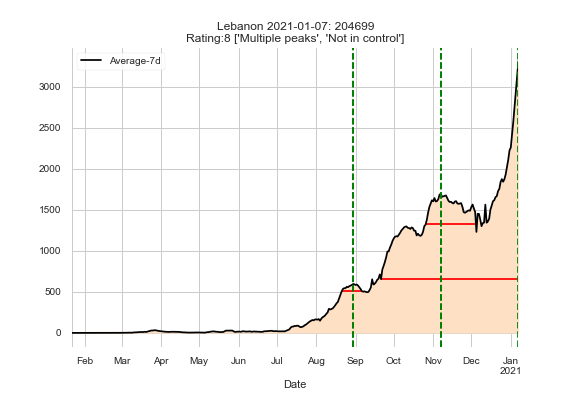 Lebanon 2021-01-07: 204699
Rating:8 ['Multiple peaks', 'Not in control']
Average-7d
3000
2500
2000
1500
1000
500
0
Feb Mar Apr May Jun Jul Aug Sep Oct Nov Dec Jan
2021
Date